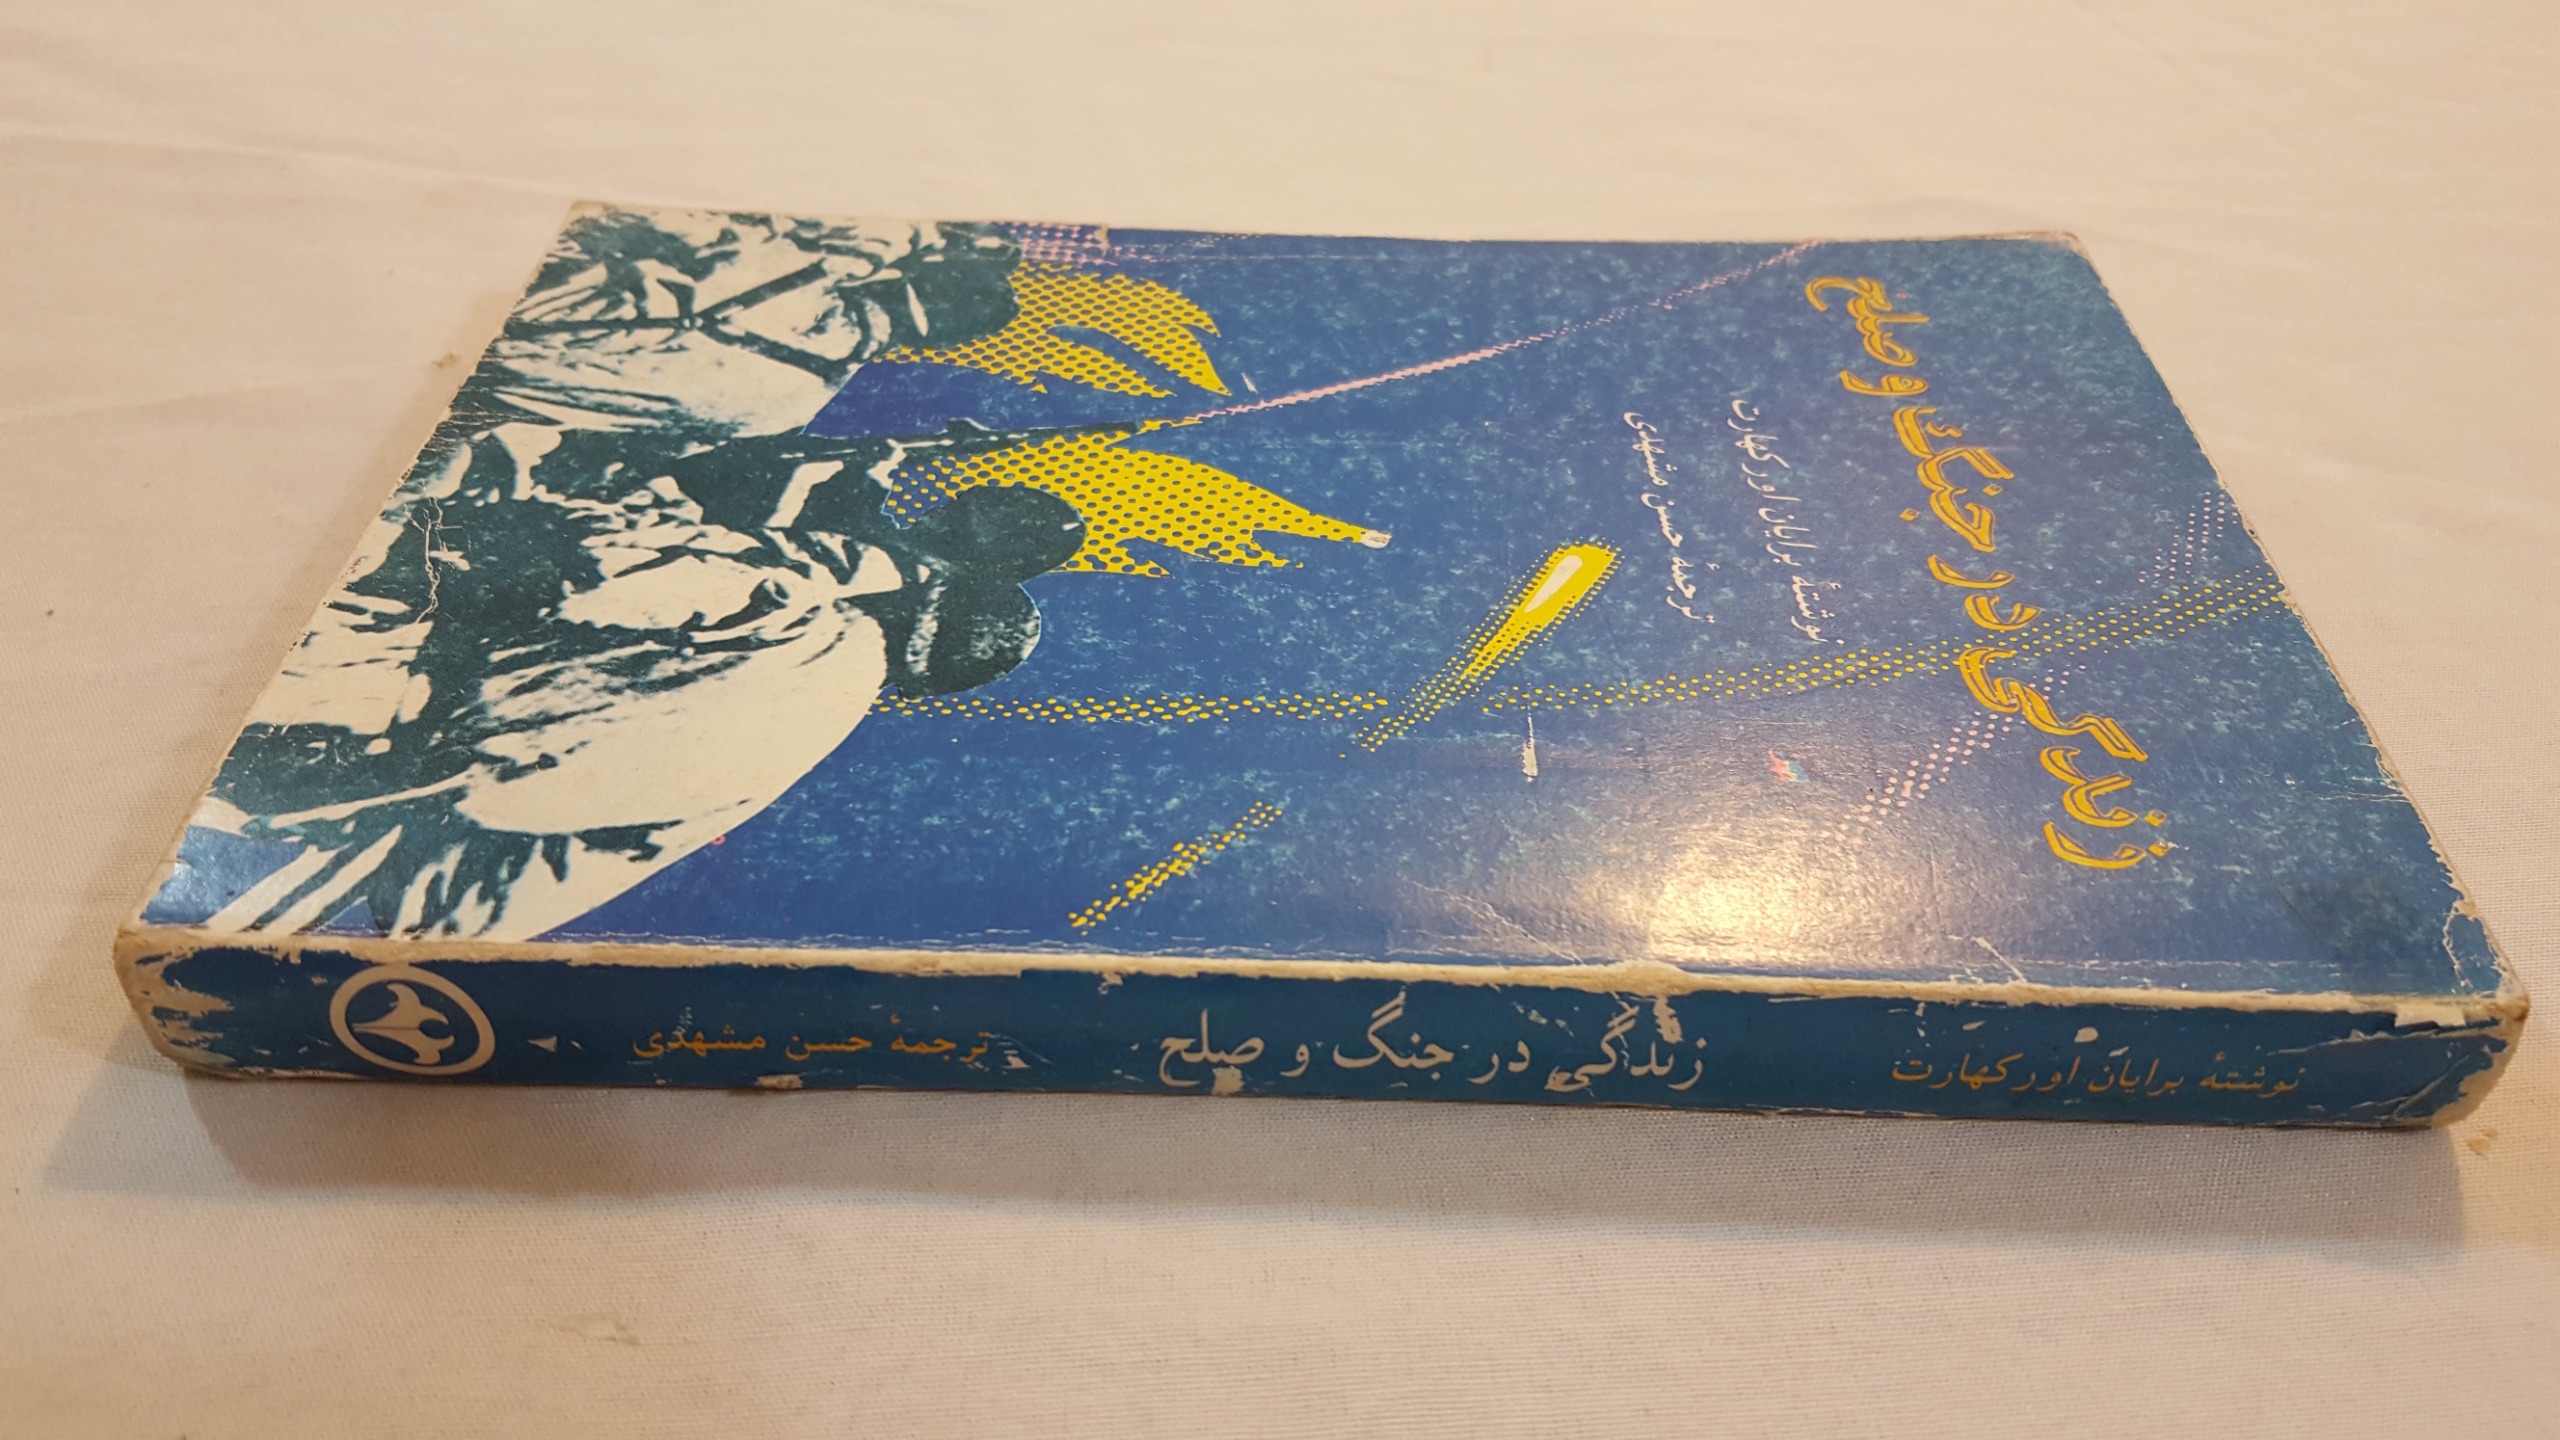 زندگی در جنگ و صلح
نوشتهٔ برایان اورکهارت
ترجمهٔ حسن مشهدی
نوشتهٔ برایان اورکهارت
زندگی در جنگ و صلح
ترجمهٔ حسن مشهدی